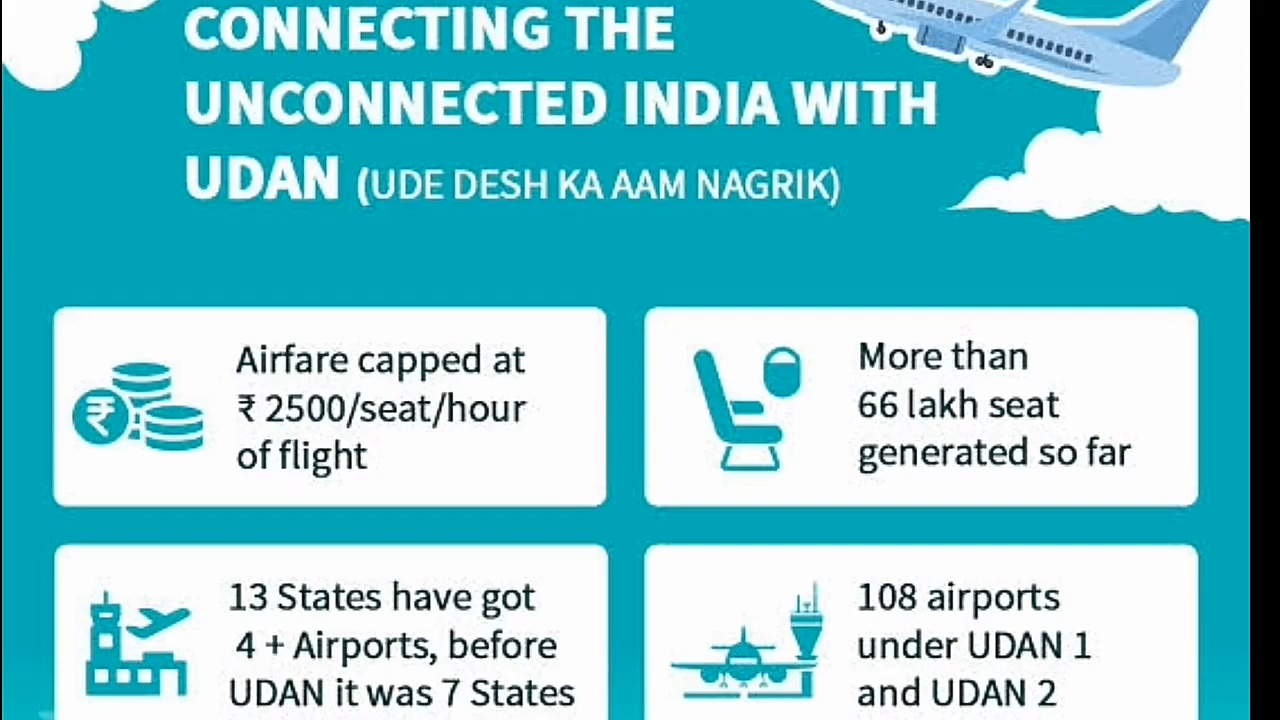 CONNECTING THE
UNCONNECTED INDIA WITH
UDAN (UDE DESH KA AAM NAGRIK)
Airfare capped at
₹ 2500/seat/hour
of flight
More than
66 lakh seat
generated so far
13 States have got
4 + Airports, before
UDAN it was 7 States
108 airports
under UDAN 1
and UDAN 2